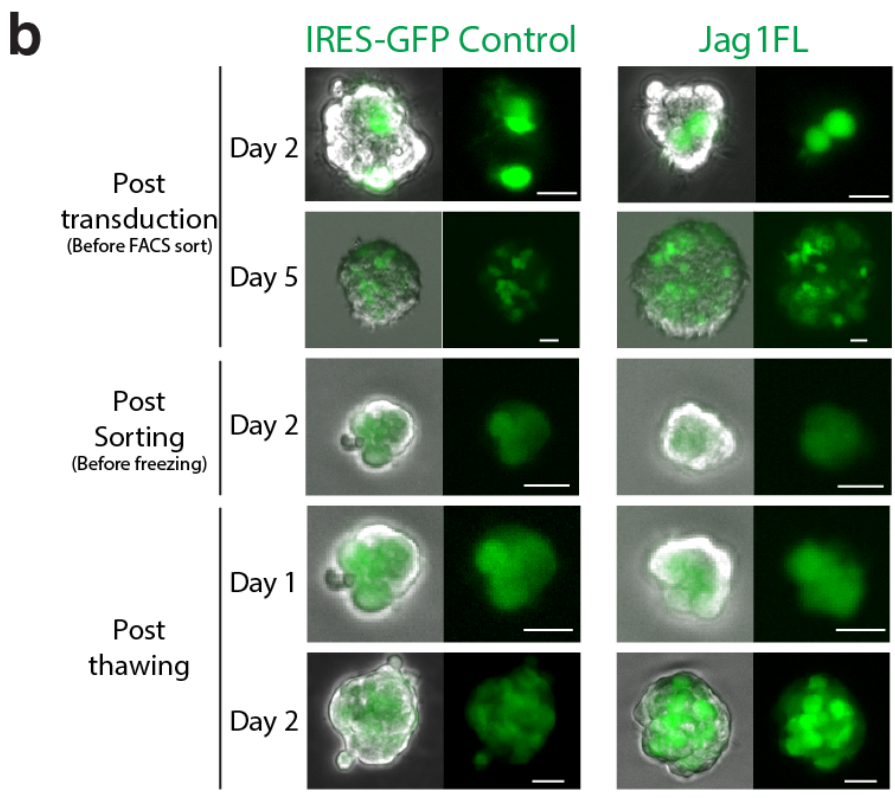 b
IRES-GFP Control
Jag1FL
Post
transduction
(Before FACS sort)
Day 2
Day 5
Post
Sorting
(Before freezing)
Day 2
Post
thawing
Day 1
Day 2